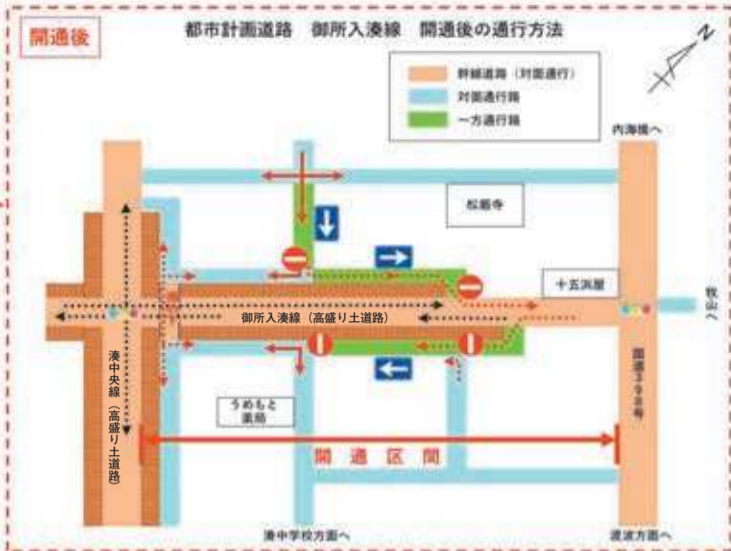 開通後
都市計画道路 御所入湊線 開通後の通行方法
N
幹線道路（対面通行）
対面通行路
一方通行路
内海橋へ
松巌寺
十五浜屋
牧山へ
御所入湊線（高盛り土道路）
湊中央線（高盛り土道路）
国道398号
うめもと
薬局
開通区間
湊中学校方面へ
渡波方面へ